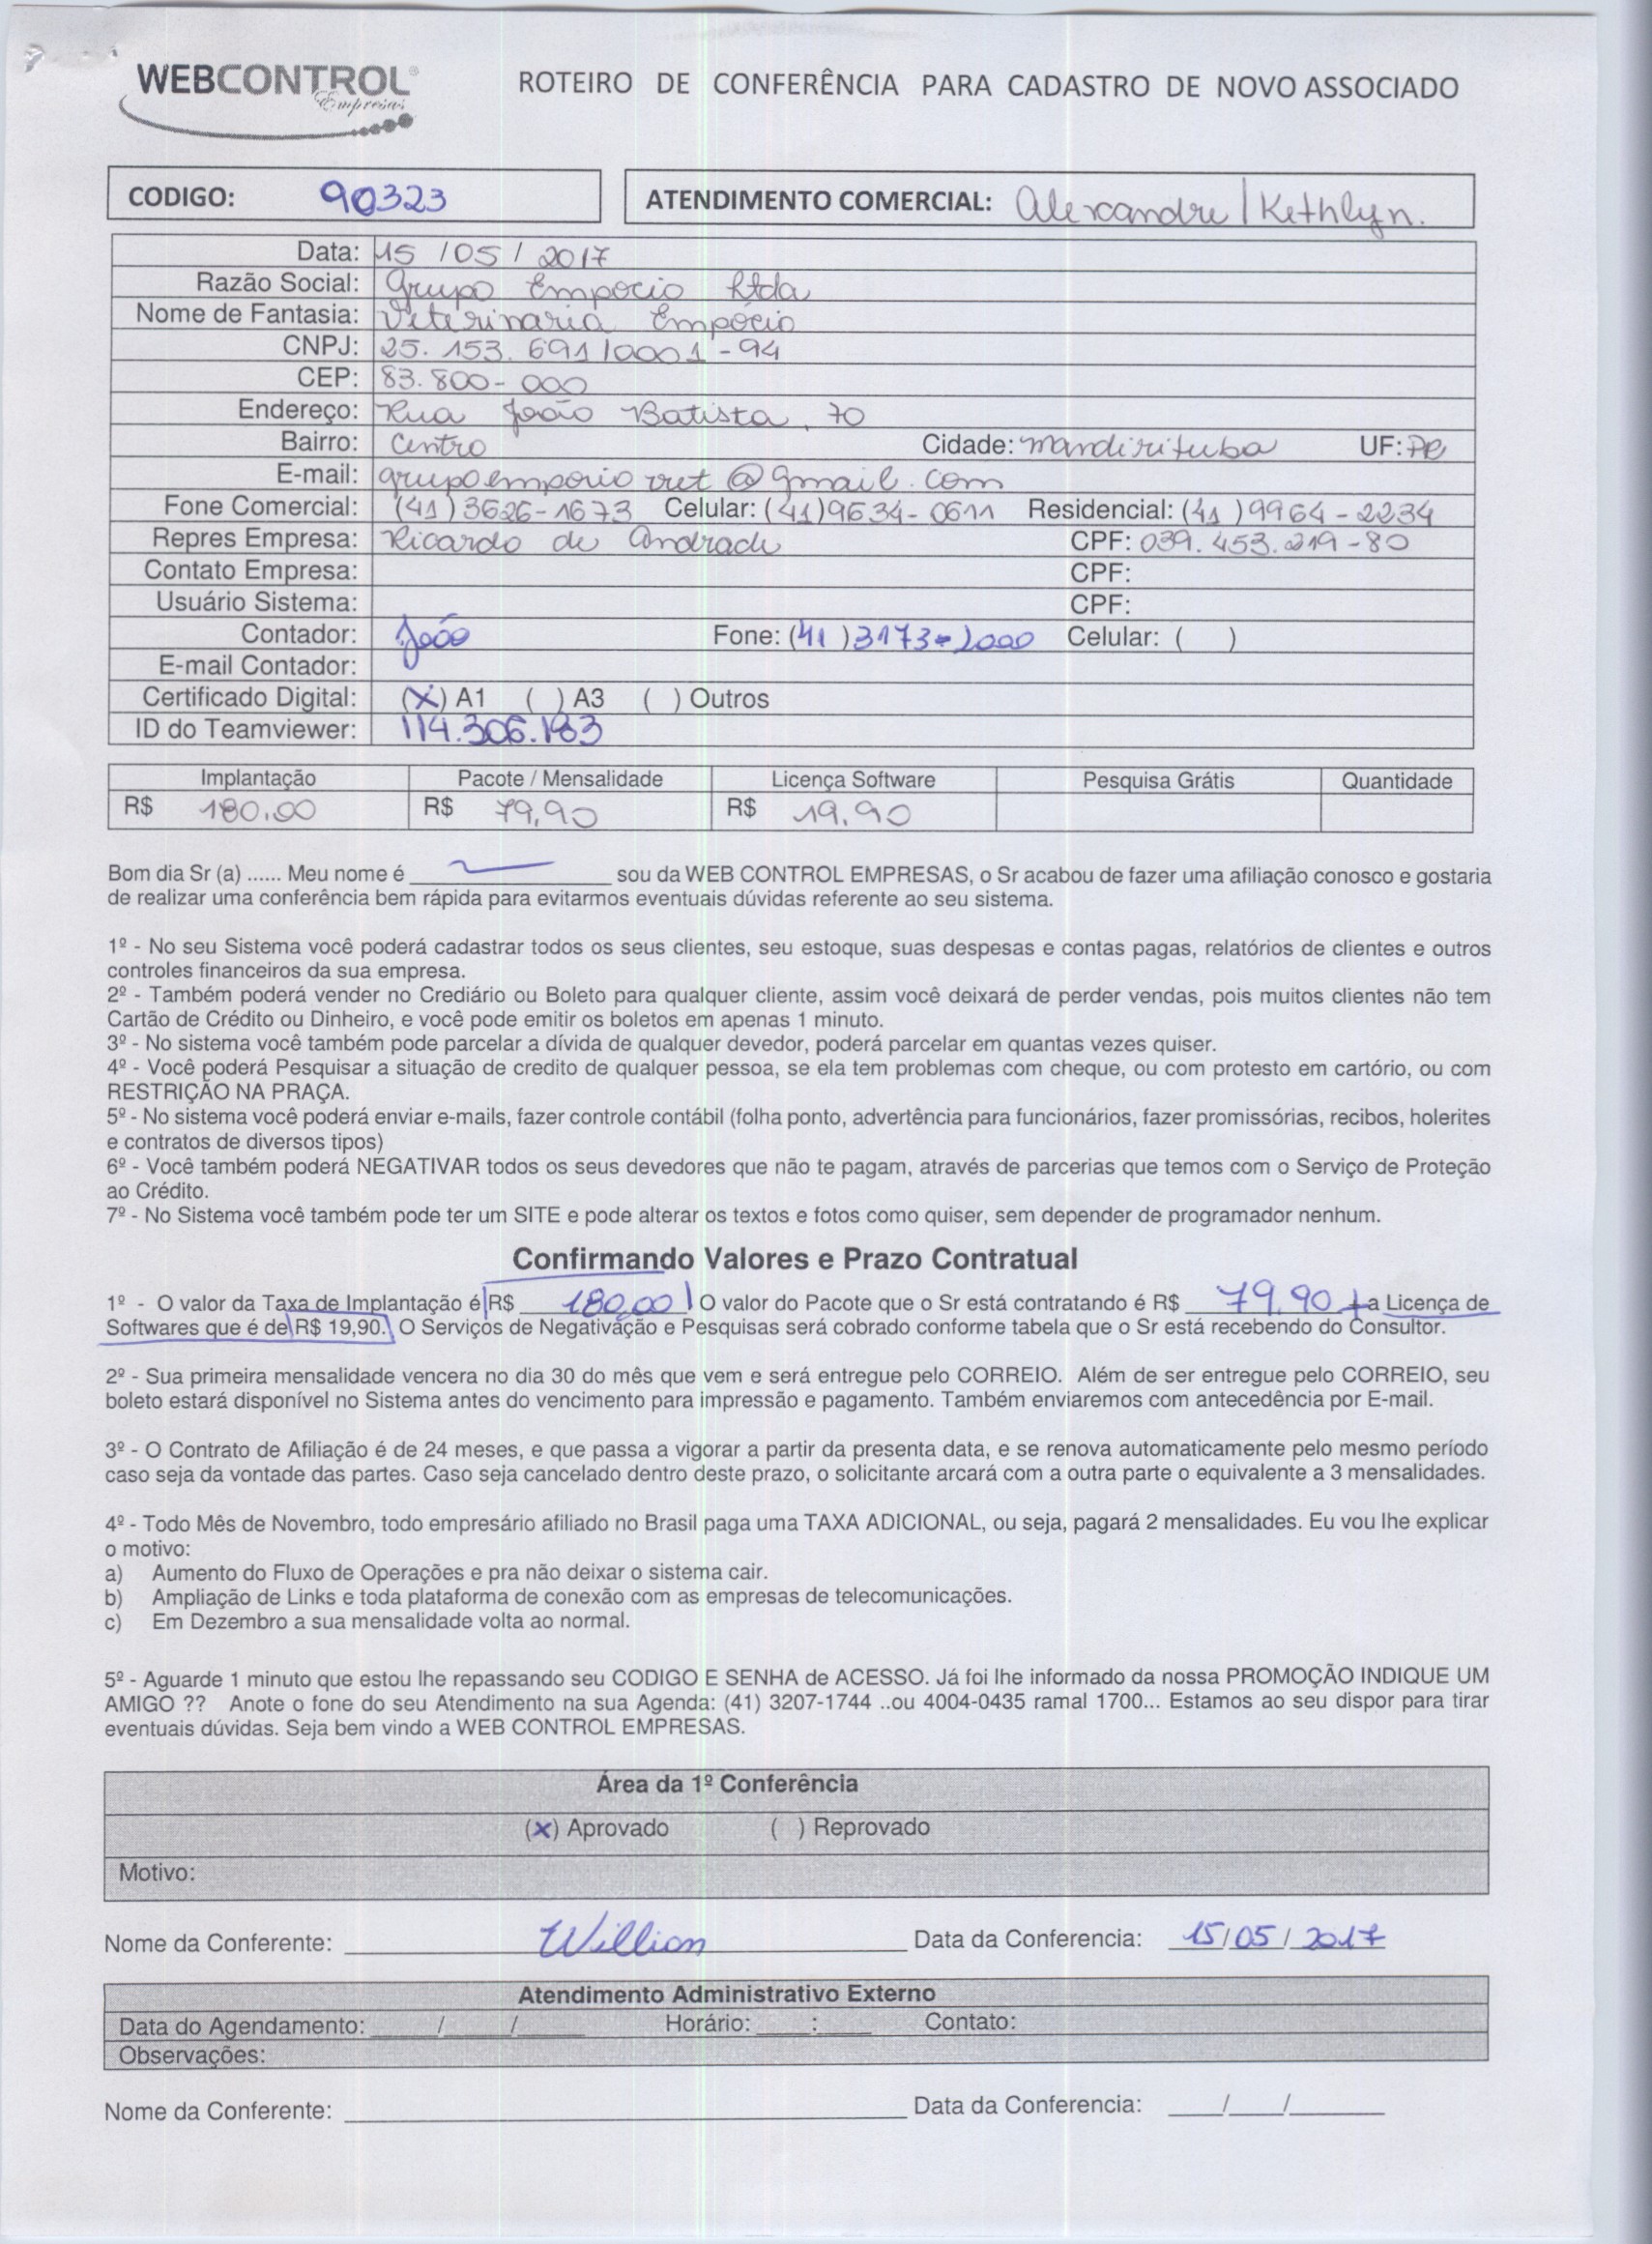 WEBCONTROL
Empresas
ROTEIRO DE CONFERÊNCIA PARA CADASTRO DE NOVO ASSOCIADO
CODIGO: 90323
ATENDIMENTO COMERCIAL: Alexandre / Kethlyn.
Data: 15 / 05 / 2017
Razão Social: Grupo Empocio Ltda
Nome de Fantasia: Veterinaria Empócio
CNPJ: 25.153.691/0001-94
CEP: 83.800-000
Endereço: Rua João Batista, 70
Bairro: Centro Cidade: Mandirituba UF: PR
E-mail: grupoemporiovet@gmail.com
Fone Comercial: (41) 3626-1673 Celular: (41) 9634-0611 Residencial: (41) 9964-2234
Repres Empresa: Ricardo de Andrade CPF: 039.453.219-80
Contato Empresa: CPF:
Usuário Sistema: CPF:
Contador: João Fone: (41) 3173-2000 Celular: ( )
E-mail Contador:
Certificado Digital: (X) A1 ( ) A3 ( ) Outros
ID do Teamviewer: 114.306.183
Implantação Pacote / Mensalidade Licença Software Pesquisa Grátis Quantidade
R$ 180,00 R$ 79,90 R$ 19,90
Bom dia Sr (a) ...... Meu nome é ____ sou da WEB CONTROL EMPRESAS, o Sr acabou de fazer uma afiliação conosco e gostaria
de realizar uma conferência bem rápida para evitarmos eventuais dúvidas referente ao seu sistema.
1º - No seu Sistema você poderá cadastrar todos os seus clientes, seu estoque, suas despesas e contas pagas, relatórios de clientes e outros
controles financeiros da sua empresa.
2º - Também poderá vender no Crediário ou Boleto para qualquer cliente, assim você deixará de perder vendas, pois muitos clientes não tem
Cartão de Crédito ou Dinheiro, e você pode emitir os boletos em apenas 1 minuto.
3º - No sistema você também pode parcelar a dívida de qualquer devedor, poderá parcelar em quantas vezes quiser.
4º - Você poderá Pesquisar a situação de credito de qualquer pessoa, se ela tem problemas com cheque, ou com protesto em cartório, ou com
RESTRIÇÃO NA PRAÇA.
5º - No sistema você poderá enviar e-mails, fazer controle contábil (folha ponto, advertência para funcionários, fazer promissórias, recibos, holerites
e contratos de diversos tipos)
6º - Você também poderá NEGATIVAR todos os seus devedores que não te pagam, através de parcerias que temos com o Serviço de Proteção
ao Crédito.
7º - No Sistema você também pode ter um SITE e pode alterar os textos e fotos como quiser, sem depender de programador nenhum.
Confirmando Valores e Prazo Contratual
1º - O valor da Taxa de Implantação é R$ 180,00 O valor do Pacote que o Sr está contratando é R$ 79,90 + a Licença de
Softwares que é de R$ 19,90. O Serviços de Negativação e Pesquisas será cobrado conforme tabela que o Sr está recebendo do Consultor.
2º - Sua primeira mensalidade vencera no dia 30 do mês que vem e será entregue pelo CORREIO. Além de ser entregue pelo CORREIO, seu
boleto estará disponível no Sistema antes do vencimento para impressão e pagamento. Também enviaremos com antecedência por E-mail.
3º - O Contrato de Afiliação é de 24 meses, e que passa a vigorar a partir da presenta data, e se renova automaticamente pelo mesmo período
caso seja da vontade das partes. Caso seja cancelado dentro deste prazo, o solicitante arcará com a outra parte o equivalente a 3 mensalidades.
4º - Todo Mês de Novembro, todo empresário afiliado no Brasil paga uma TAXA ADICIONAL, ou seja, pagará 2 mensalidades. Eu vou lhe explicar
o motivo:
a) Aumento do Fluxo de Operações e pra não deixar o sistema cair.
b) Ampliação de Links e toda plataforma de conexão com as empresas de telecomunicações.
c) Em Dezembro a sua mensalidade volta ao normal.
5º - Aguarde 1 minuto que estou lhe repassando seu CODIGO E SENHA de ACESSO. Já foi lhe informado da nossa PROMOÇÃO INDIQUE UM
AMIGO ?? Anote o fone do seu Atendimento na sua Agenda: (41) 3207-1744 ..ou 4004-0435 ramal 1700... Estamos ao seu dispor para tirar
eventuais dúvidas. Seja bem vindo a WEB CONTROL EMPRESAS.
Área da 1º Conferência
(x) Aprovado ( ) Reprovado
Motivo:
Nome da Conferente: Willian Data da Conferencia: 15/05/2017
Atendimento Administrativo Externo
Data do Agendamento: ____/____/____ Horário: ____:____ Contato:
Observações:
Nome da Conferente: ____ Data da Conferencia: ____/____/____